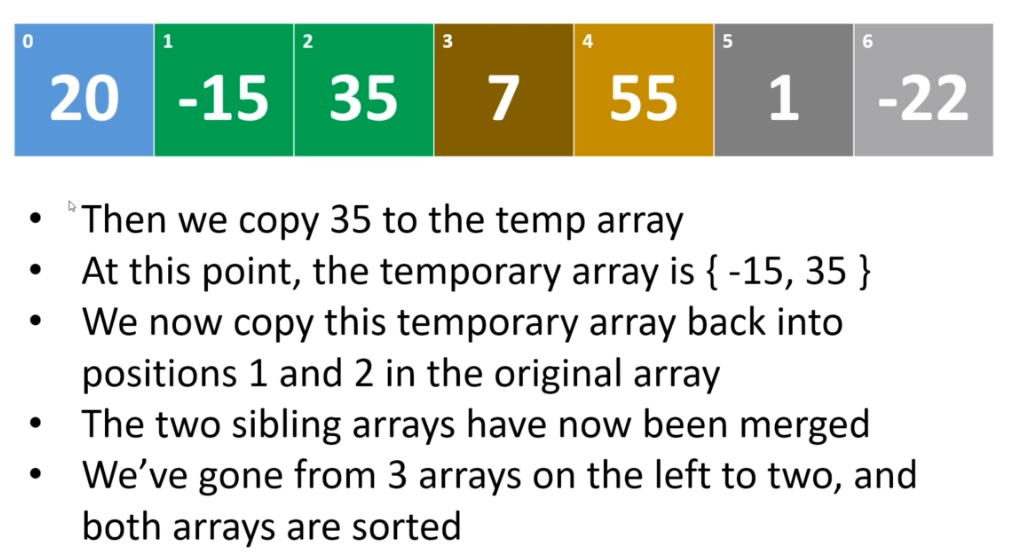 0 1 2 3 4 5 6
20 -15 35 7 55 1 -22
• Then we copy 35 to the temp array
• At this point, the temporary array is { -15, 35 }
• We now copy this temporary array back into
positions 1 and 2 in the original array
• The two sibling arrays have now been merged
• We’ve gone from 3 arrays on the left to two, and
both arrays are sorted